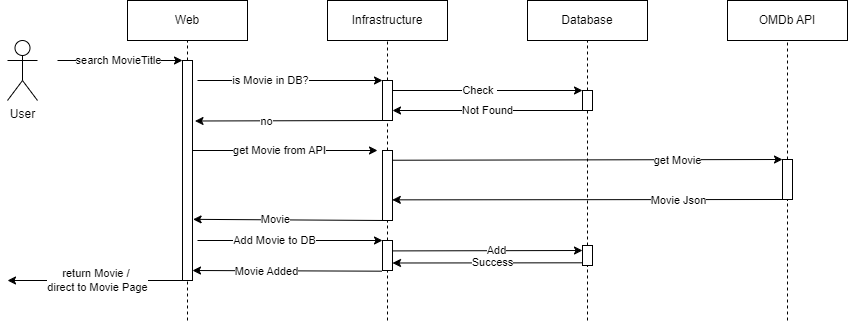 Web
Infrastructure
Database
OMDb API
User
search MovieTitle
is Movie in DB?
Check
Not Found
no
get Movie from API
get Movie
Movie Json
Movie
Add Movie to DB
Add
Success
Movie Added
return Movie /
direct to Movie Page